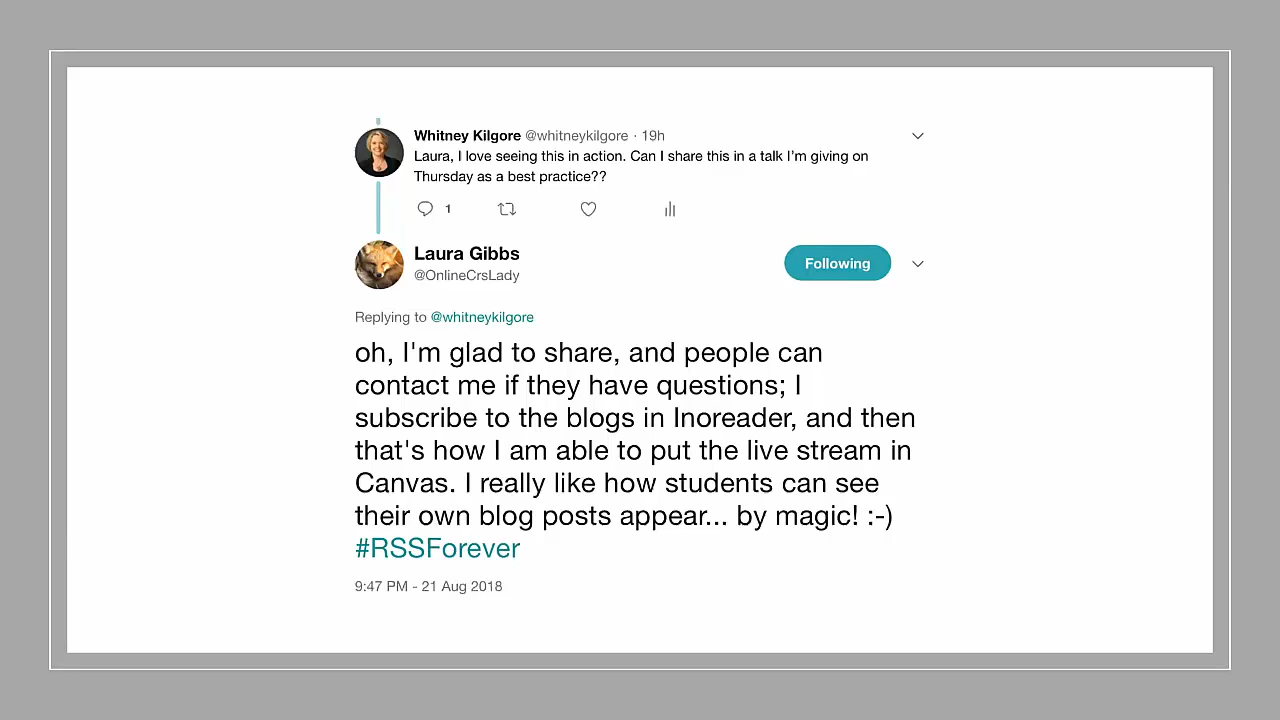 Whitney Kilgore @whitneykilgore · 19h
Laura, I love seeing this in action. Can I share this in a talk I'm giving on
Thursday as a best practice??
1
Laura Gibbs
@OnlineCrsLady
Following
Replying to @whitneykilgore
oh, I'm glad to share, and people can
contact me if they have questions; I
subscribe to the blogs in Inoreader, and then
that's how I am able to put the live stream in
Canvas. I really like how students can see
their own blog posts appear... by magic! :-)
#RSSForever
9:47 PM - 21 Aug 2018